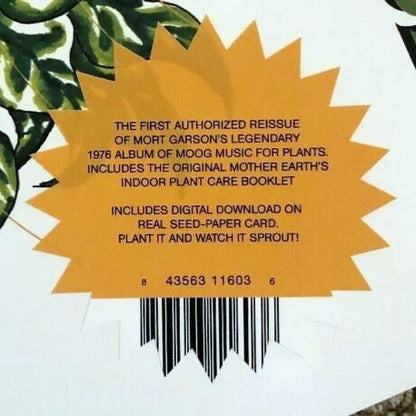 THE FIRST AUTHORIZED REISSUE
OF MORT GARSON'S LEGENDARY
1976 ALBUM OF MOOG MUSIC FOR PLANTS.
INCLUDES THE ORIGINAL MOTHER EARTH'S
INDOOR PLANT CARE BOOKLET
INCLUDES DIGITAL DOWNLOAD ON
REAL SEED-PAPER CARD.
PLANT IT AND WATCH IT SPROUT!
8 43563 11603 6